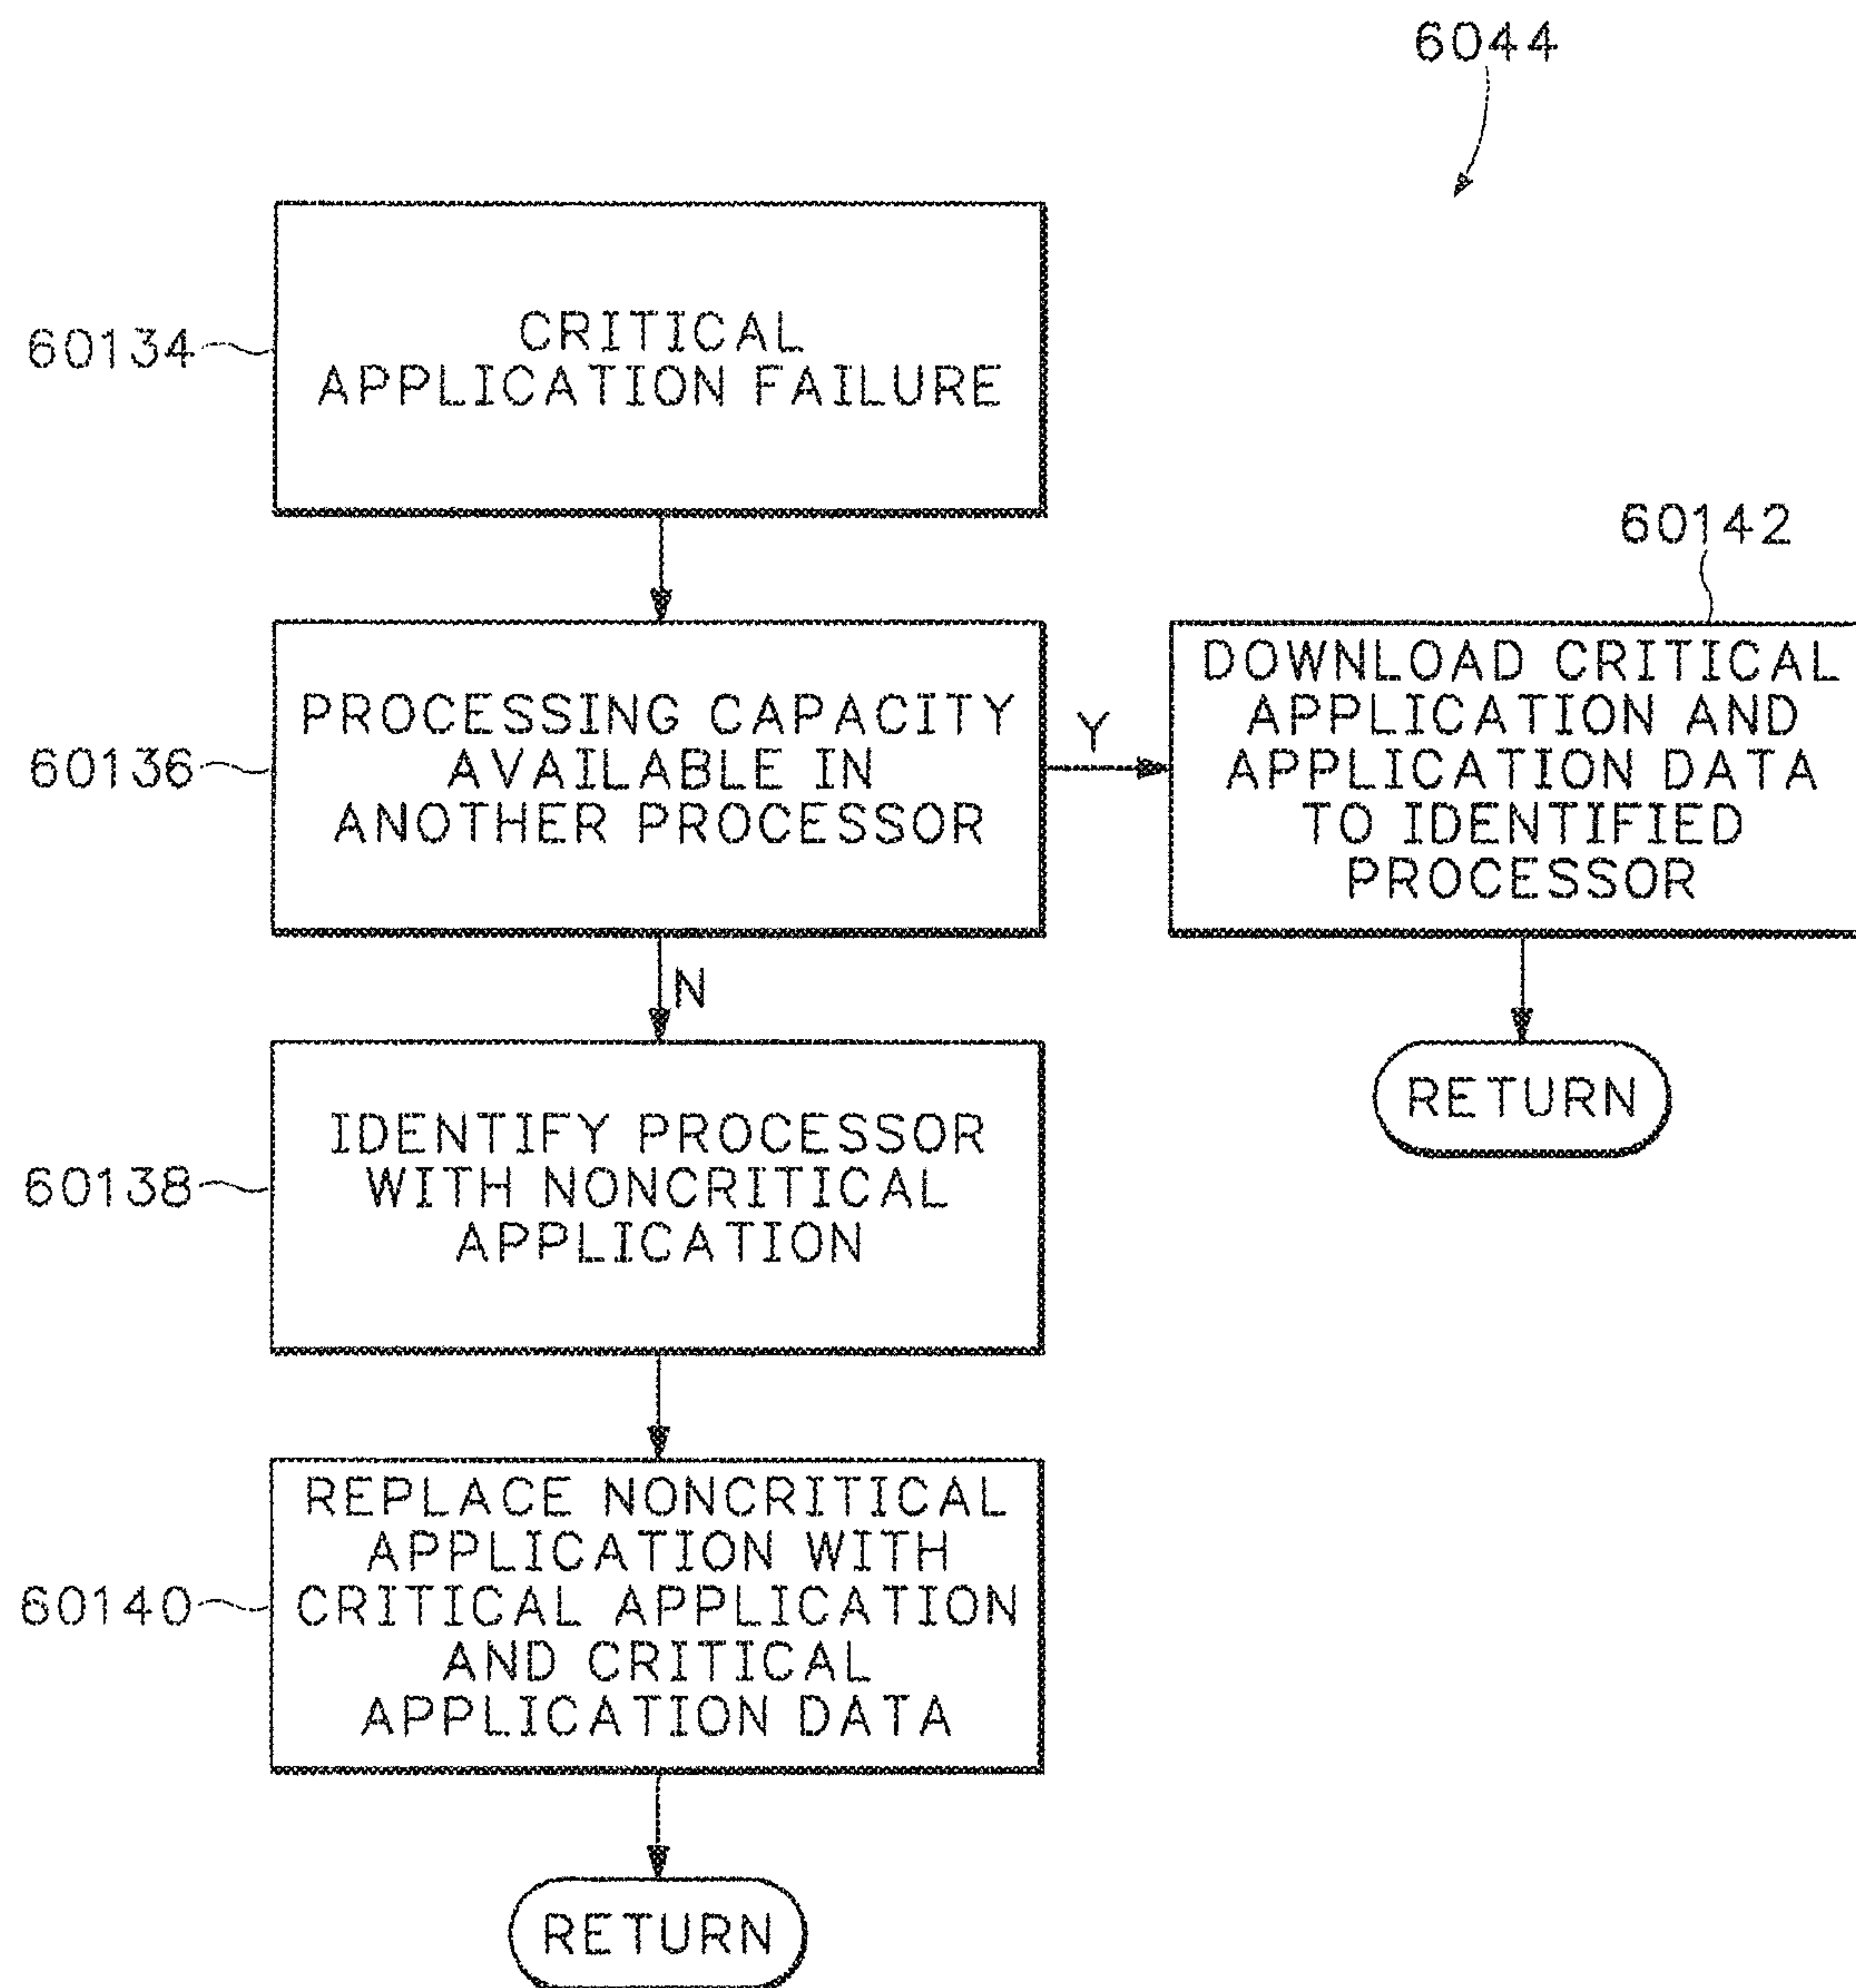 6044
60134
CRITICAL
APPLICATION FAILURE
60136
PROCESSING CAPACITY
AVAILABLE IN
ANOTHER PROCESSOR
Y
60142
DOWNLOAD CRITICAL
APPLICATION AND
APPLICATION DATA
TO IDENTIFIED
PROCESSOR
RETURN
N
60138
IDENTIFY PROCESSOR
WITH NONCRITICAL
APPLICATION
60140
REPLACE NONCRITICAL
APPLICATION WITH
CRITICAL APPLICATION
AND CRITICAL
APPLICATION DATA
RETURN